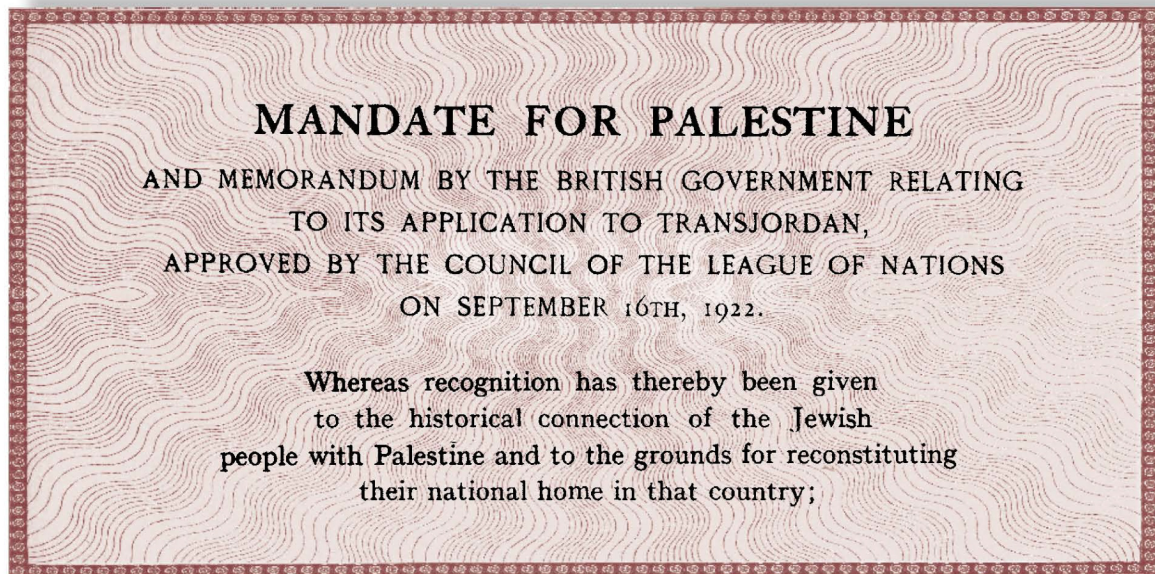 MANDATE FOR PALESTINE
AND MEMORANDUM BY THE BRITISH GOVERNMENT RELATING
TO ITS APPLICATION TO TRANSJORDAN,
APPROVED BY THE COUNCIL OF THE LEAGUE OF NATIONS
ON SEPTEMBER 16TH, 1922.
Whereas recognition has thereby been given
to the historical connection of the Jewish
people with Palestine and to the grounds for reconstituting
their national home in that country;